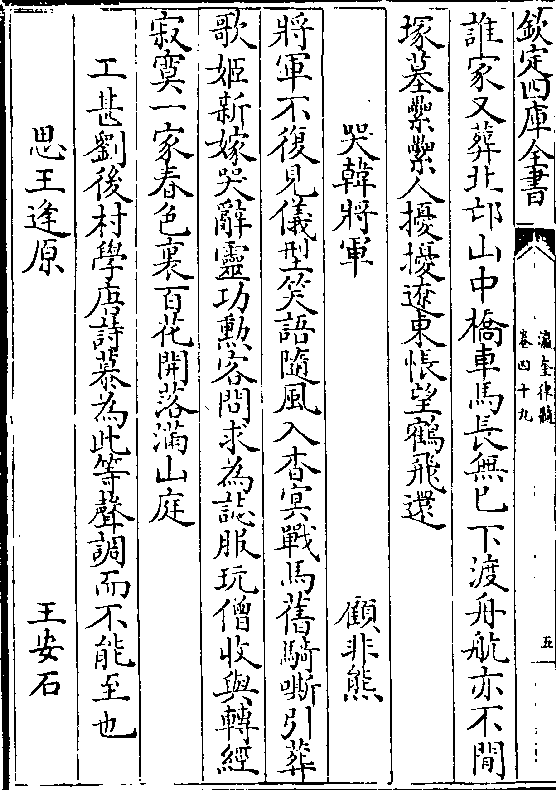 欽定四庫全書
瀛奎律髓
卷四十九
五
誰家又葬北邙山中橋車馬長無已下渡舟航亦不閒
塚墓纍纍人擾擾遼東悵望鶴飛還
哭韓將軍 顧非熊
將軍不復見儀型笑語隨風入杳冥戰馬舊騎嘶引葬
歌姬新嫁哭辭靈功勲客問求為誌服玩僧收與轉經
寂寞一家春色裏百花開落滿山庭
工甚劉後村學唐詩慕為此等聲調而不能至也
思王逢原 王安石